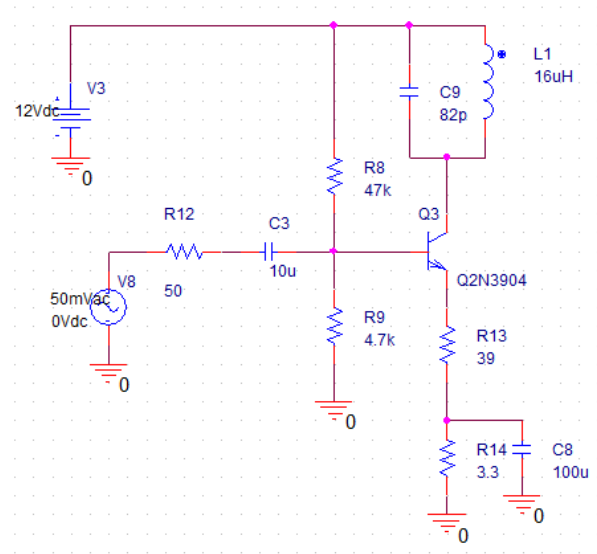 L1
16uH
V3
C9
82p
12Vdc
0
R8
47k
R12
C3
Q3
10u
V8
50
Q2N3904
50mVac
0Vdc
R9
4.7k
R13
39
0
0
R14
3.3
C8
100u
0
0